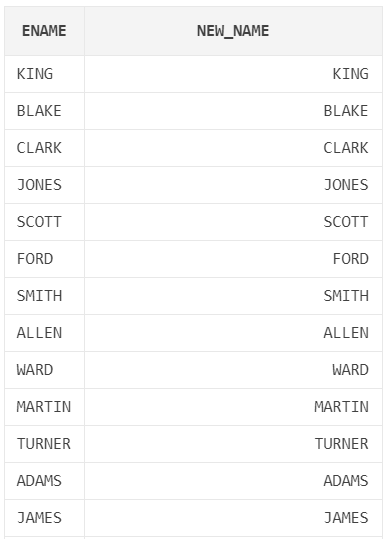 ENAME NEW_NAME
KING KING
BLAKE BLAKE
CLARK CLARK
JONES JONES
SCOTT SCOTT
FORD FORD
SMITH SMITH
ALLEN ALLEN
WARD WARD
MARTIN MARTIN
TURNER TURNER
ADAMS ADAMS
JAMES JAMES